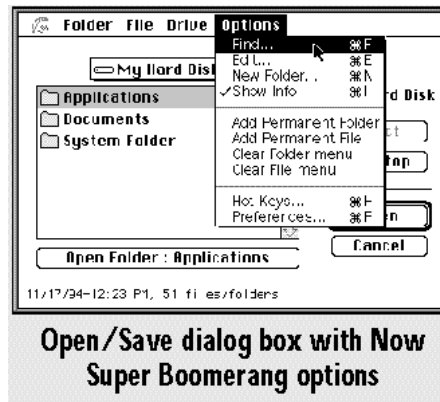 Folder File Drive Options
Find... ⌘F
Edit... ⌘E
New Folder... ⌘N
✓Show Info ⌘I
Add Permanent Folder
Add Permanent File
Clear Folder menu
Clear File menu
Hot Keys...
Preferences...
My Hard Disk
Applications
Documents
System Folder
rd Disk
Open Folder : Applications
Cancel
11/17/94-12:23 PM, 51 files/folders
Open/Save dialog box with Now
Super Boomerang options